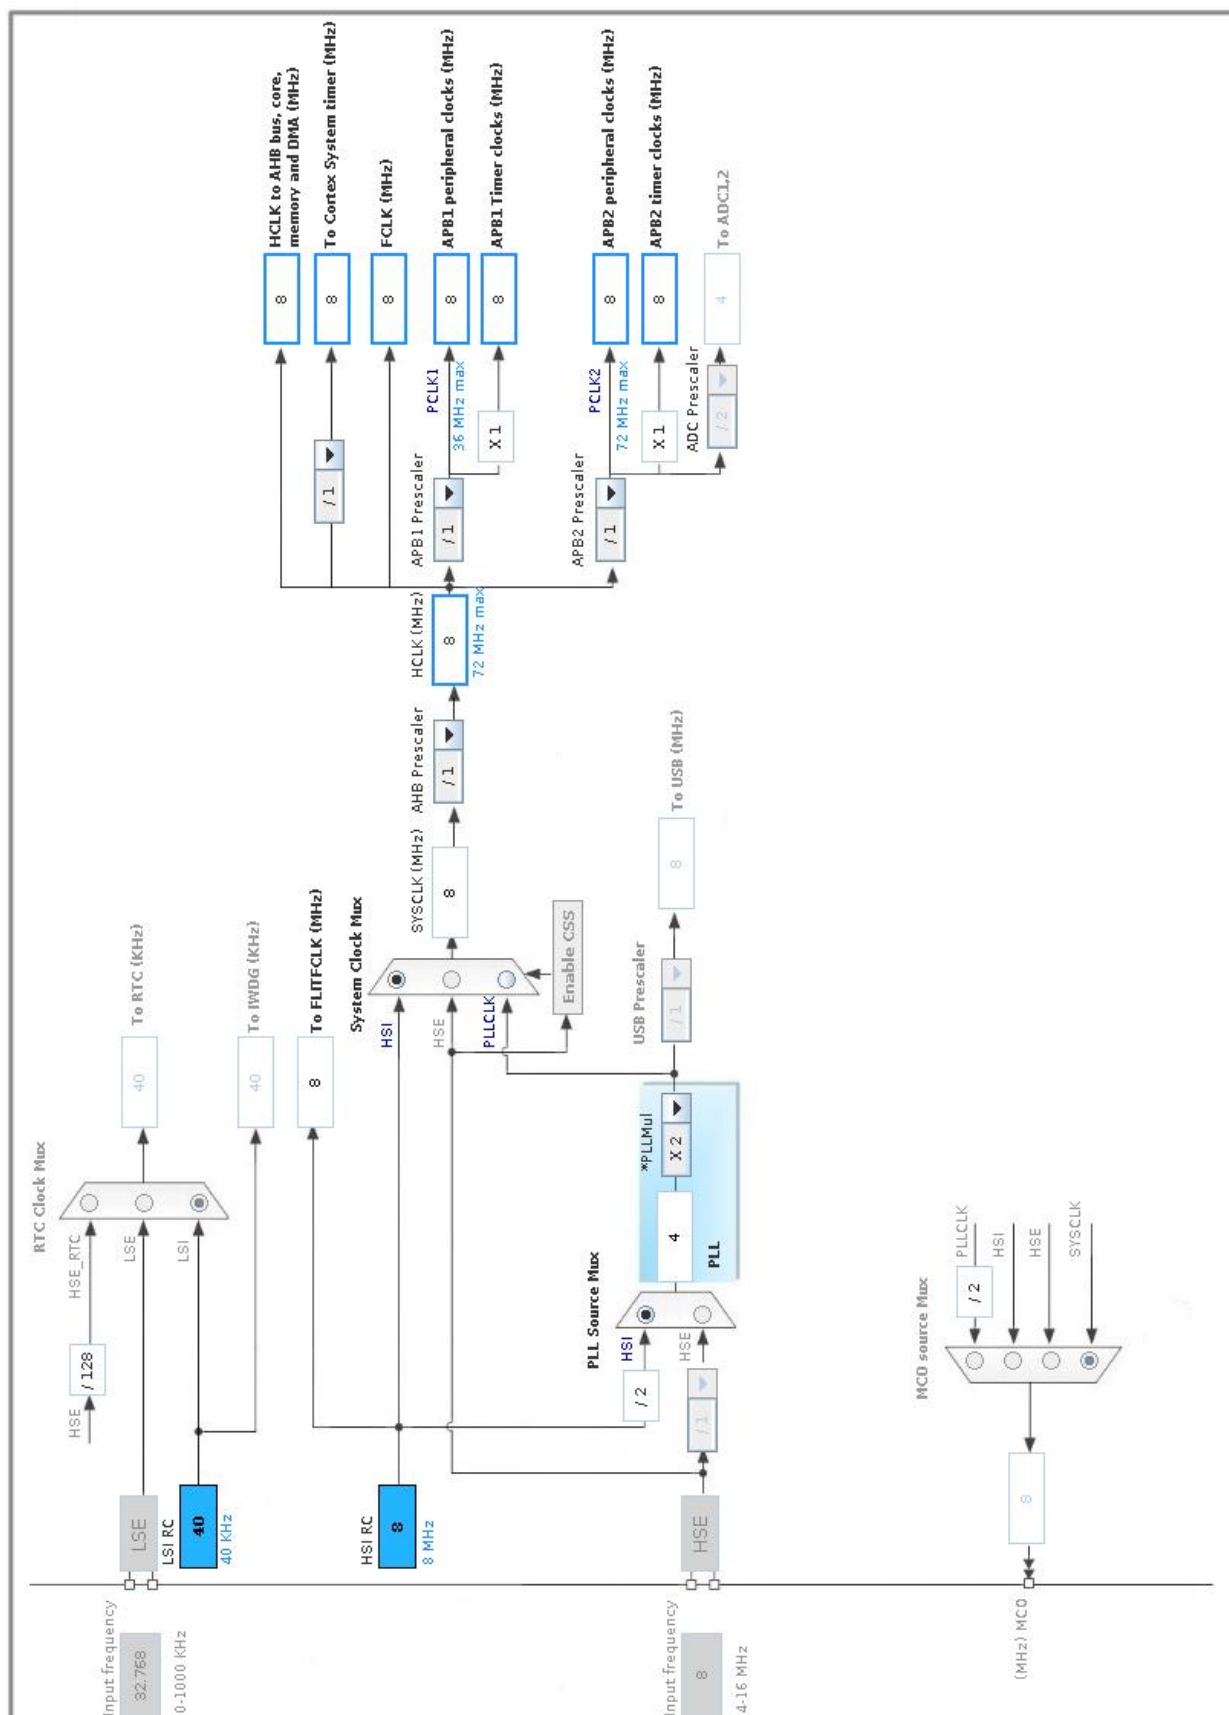 RTC Clock Mux
HSE
/ 128
HSE_RTC
LSE
LSI
40
To RTC (KHz)
Input frequency
32.768
0-1000 KHz
LSE
LSI RC
40
40 KHz
40
To IWDG (KHz)
HSI RC
8
8 MHz
8
To FLITFCLK (MHz)
System Clock Mux
HSI
HSE
PLLCLK
Enable CSS
SYSCLK (MHz)
8
AHB Prescaler
/ 1
HCLK (MHz)
8
72 MHz max
8
HCLK to AHB bus, core,
memory and DMA (MHz)
/ 1
8
To Cortex System timer (MHz)
8
FCLK (MHz)
APB1 Prescaler
/ 1
PCLK1
36 MHz max
8
APB1 peripheral clocks (MHz)
X 1
8
APB1 Timer clocks (MHz)
APB2 Prescaler
/ 1
PCLK2
72 MHz max
8
APB2 peripheral clocks (MHz)
X 1
8
APB2 timer clocks (MHz)
ADC Prescaler
/ 2
4
To ADC1,2
PLL Source Mux
HSI
/ 2
HSE
/ 1
4
*PLLMul
X 2
PLL
USB Prescaler
/ 1
8
To USB (MHz)
Input frequency
8
4-16 MHz
HSE
MCO source Mux
PLLCLK
/ 2
HSI
HSE
SYSCLK
8
(MHz) MCO